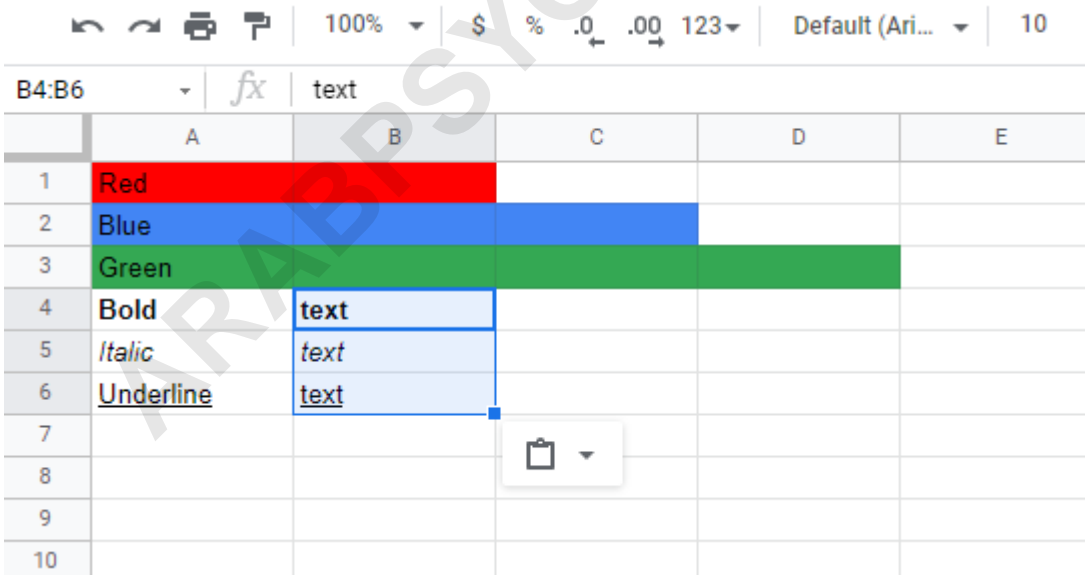 100% $ % .0 .00 123 Default (Ari... 10
B4:B6 fx text
A B C D E
1 Red
2 Blue
3 Green
4 Bold text
5 Italic text
6 Underline text
7
8
9
10
ARABPSYC